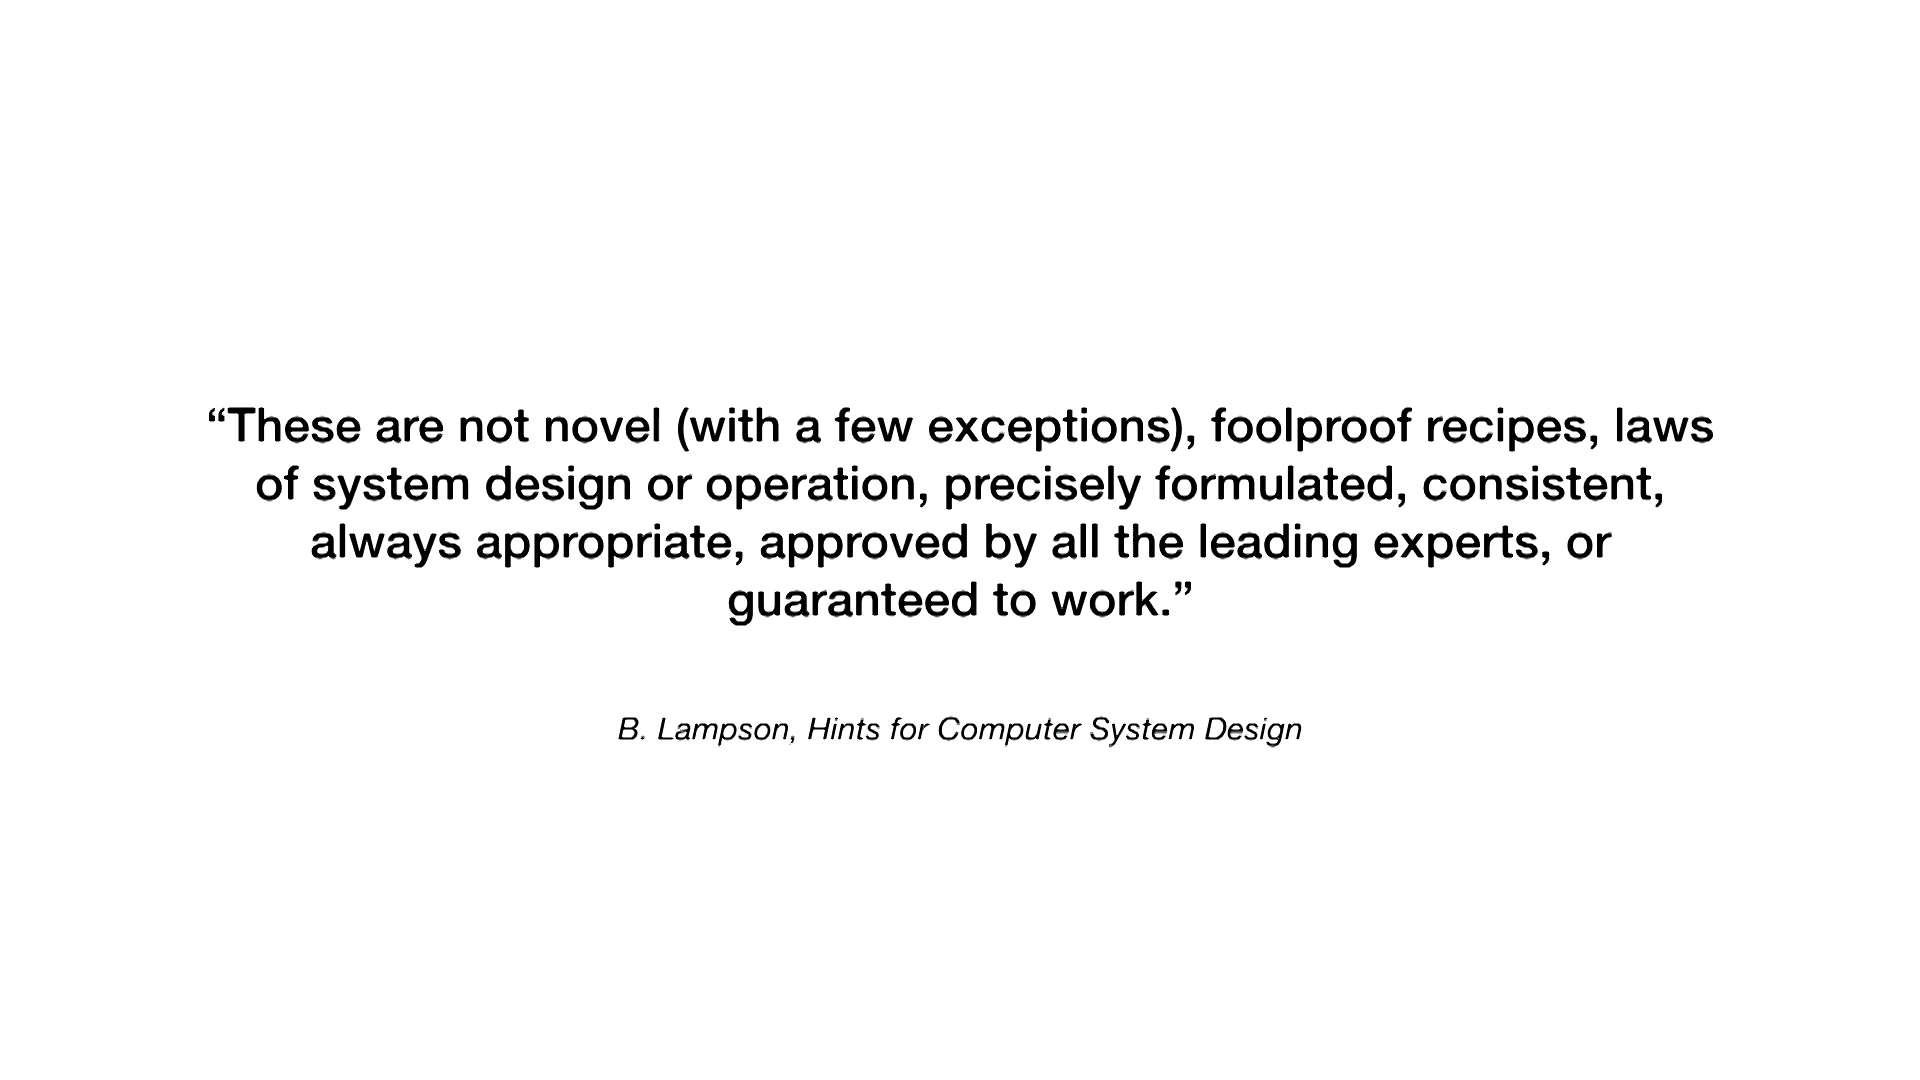 “These are not novel (with a few exceptions), foolproof recipes, laws
of system design or operation, precisely formulated, consistent,
always appropriate, approved by all the leading experts, or
guaranteed to work.”
B. Lampson, Hints for Computer System Design